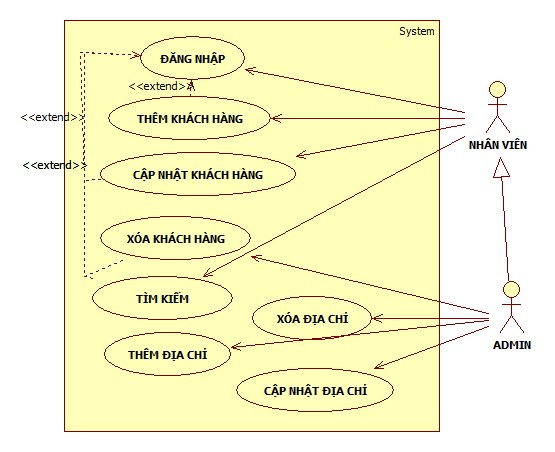 System
ĐĂNG NHẬP
<<extend>>
THÊM KHÁCH HÀNG
<<extend>>
NHÂN VIÊN
<<extend>>
CẬP NHẬT KHÁCH HÀNG
XÓA KHÁCH HÀNG
TÌM KIẾM
XÓA ĐỊA CHỈ
ADMIN
THÊM ĐỊA CHỈ
CẬP NHẬT ĐỊA CHỈ